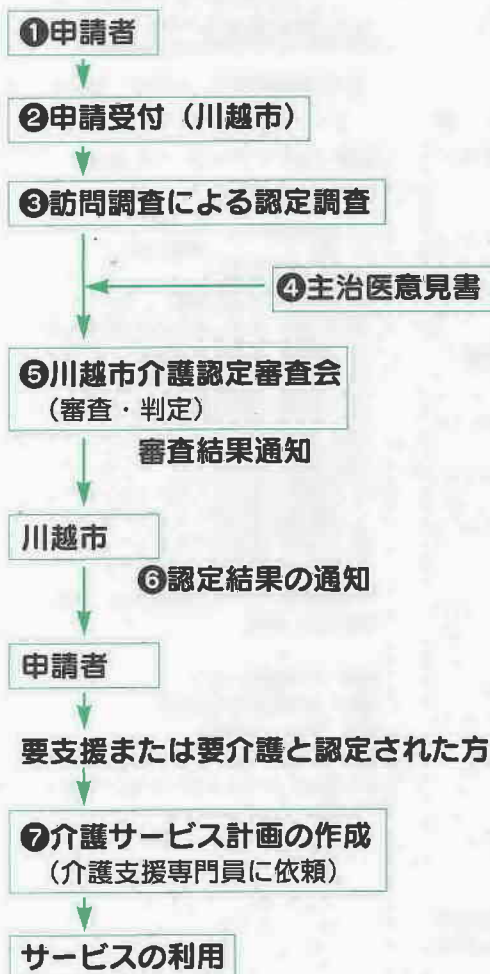 ❶申請者
❷申請受付（川越市）
❸訪問調査による認定調査
❹主治医意見書
❺川越市介護認定審査会
（審査・判定）
審査結果通知
川越市
❻認定結果の通知
申請者
要支援または要介護と認定された方
❼介護サービス計画の作成
（介護支援専門員に依頼）
サービスの利用